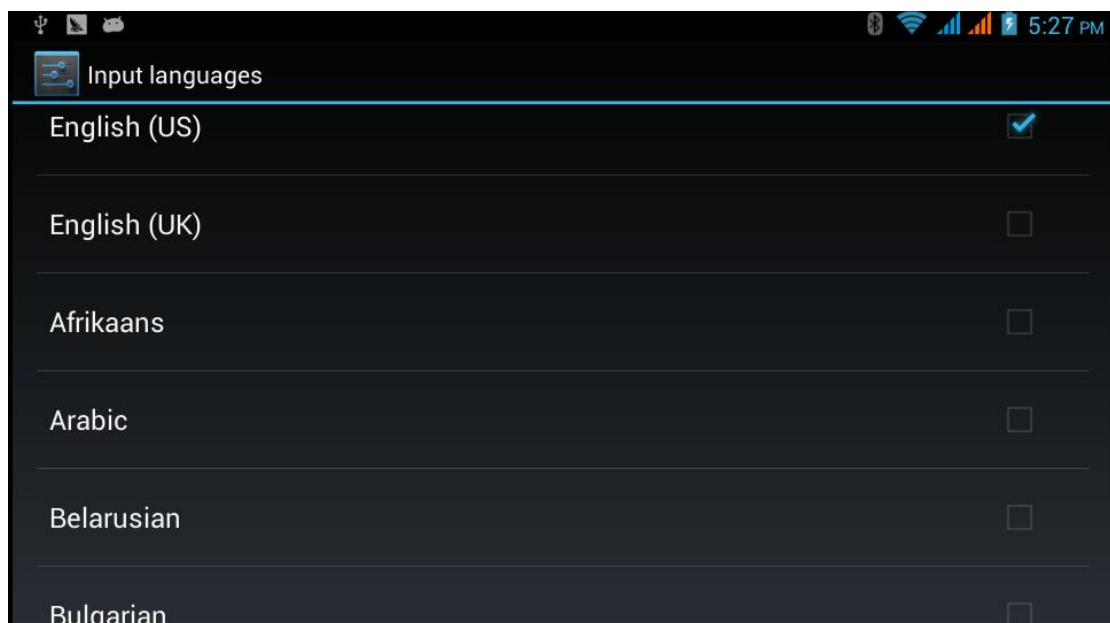 5:27 PM
Input languages
English (US)
English (UK)
Afrikaans
Arabic
Belarusian
Bulgarian